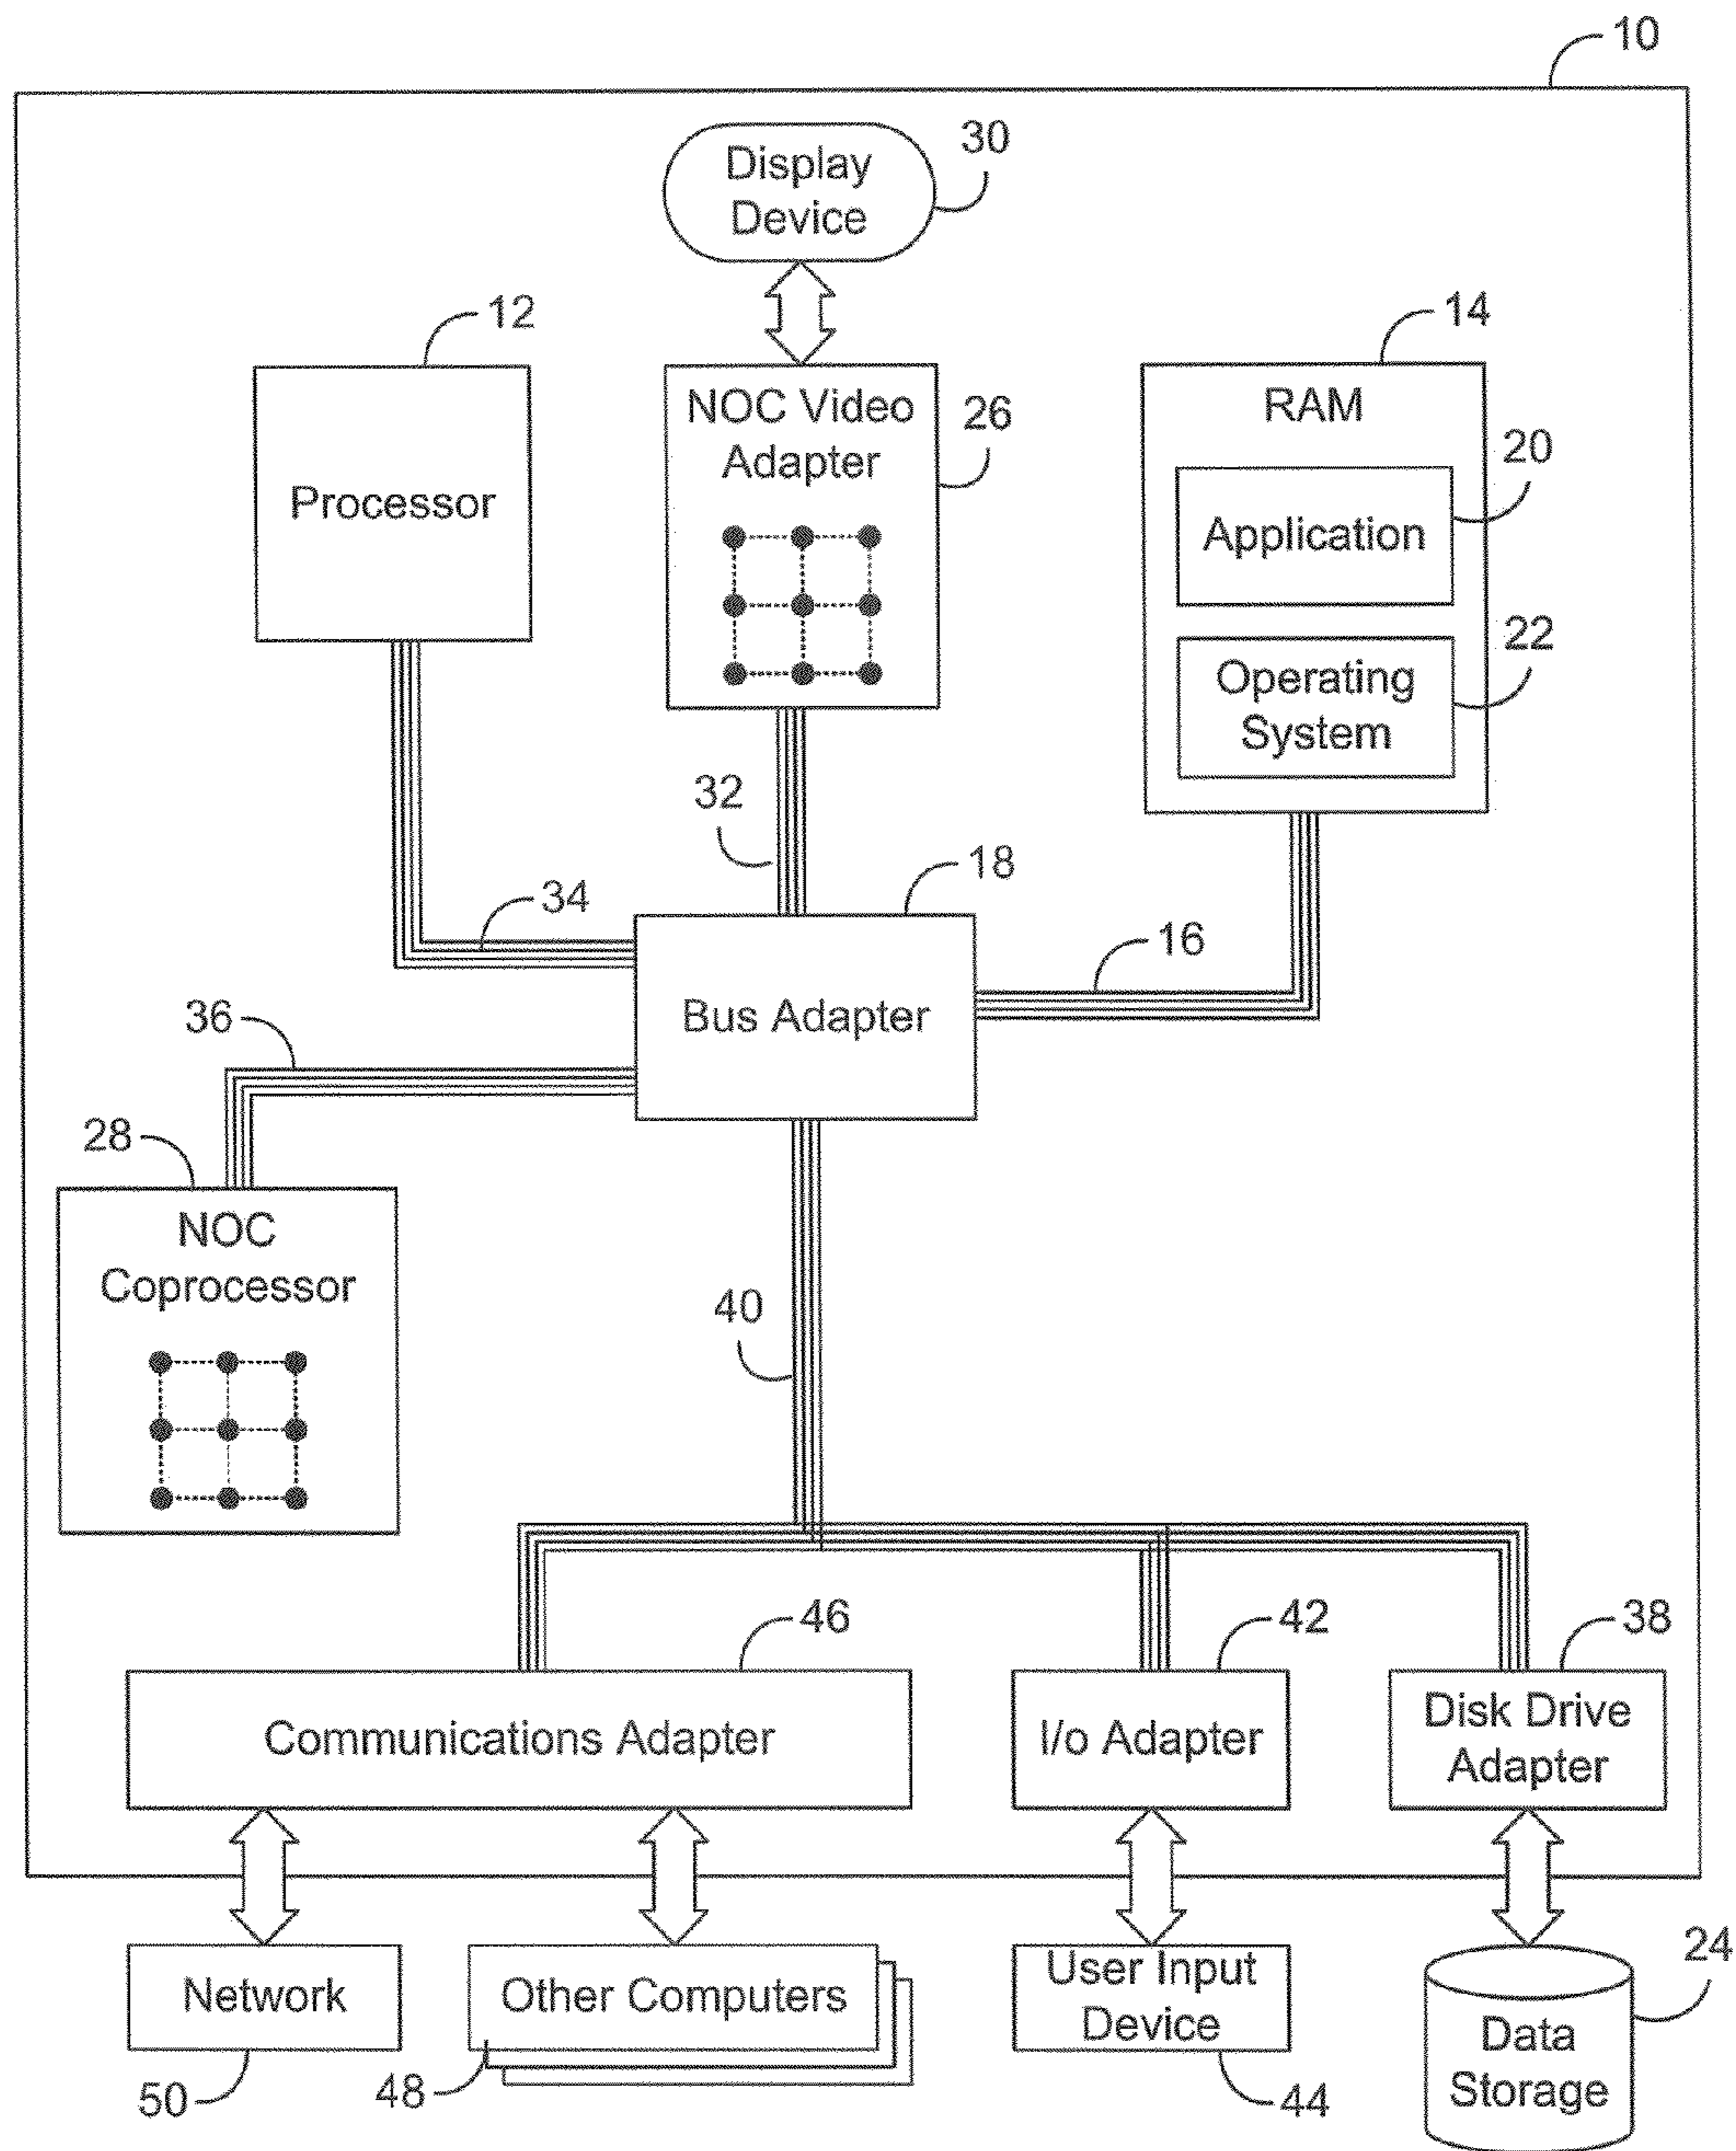 10
Display
Device
30
12
14
Processor
NOC Video
Adapter
26
RAM
20
Application
22
Operating
System
32
34
18
16
Bus Adapter
36
28
NOC
Coprocessor
40
46
42
38
Communications Adapter
I/o Adapter
Disk Drive
Adapter
Network
Other Computers
User Input
Device
24
Data
Storage
50
48
44